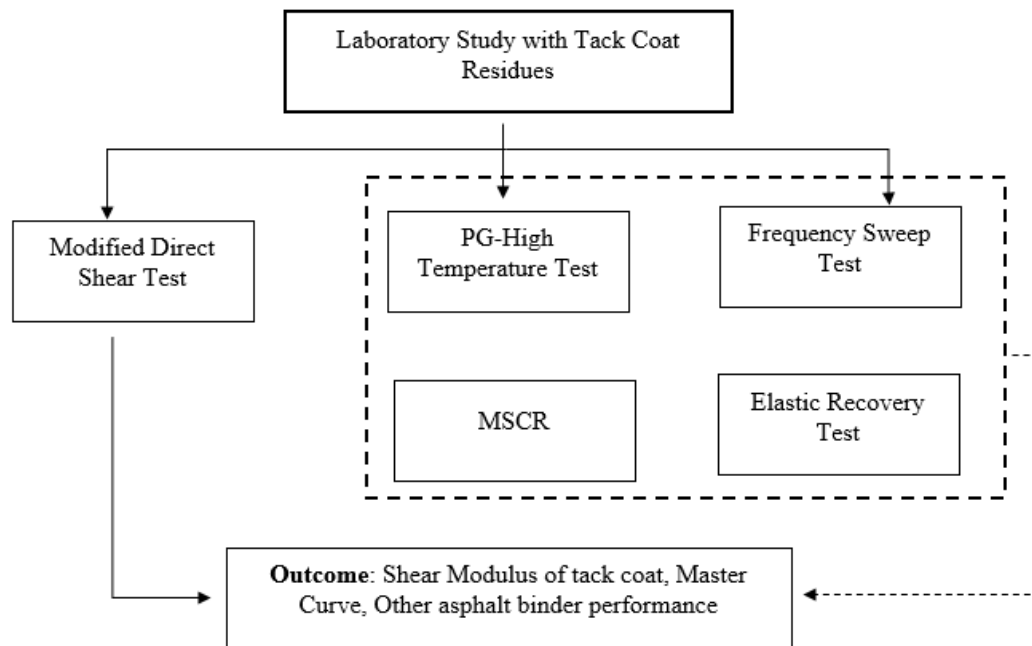 Laboratory Study with Tack Coat
Residues
Modified Direct
Shear Test
PG-High
Temperature Test
Frequency Sweep
Test
MSCR
Elastic Recovery
Test
Outcome: Shear Modulus of tack coat, Master
Curve, Other asphalt binder performance